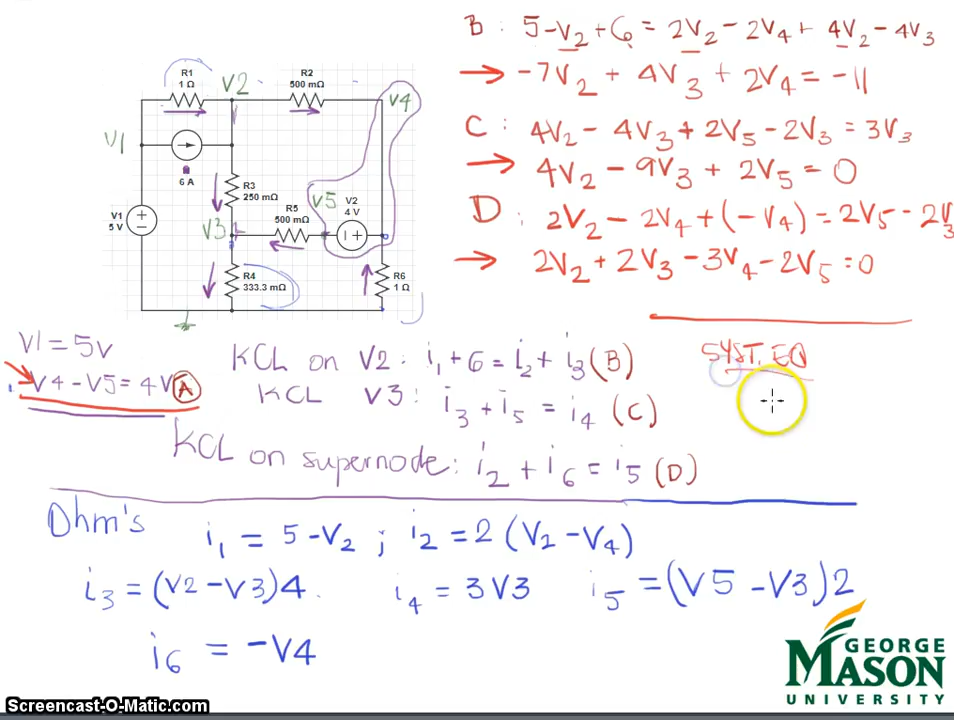 B: 5-V2+6 = 2V2-2V4+4V2-4V3
→ -7V2 + 4V3 + 2V4 = -11
C: 4V2-4V3+2V5-2V3 = 3V3
→ 4V2-9V3+2V5 = 0
D: 2V2-2V4+(-V4) = 2V5-2V3
→ 2V2+2V3-3V4-2V5 = 0
R1
1 Ω
V2
R2
500 mΩ
V4
V1
6 A
R3
250 mΩ
V1
5 V
V3
R5
500 mΩ
V5
V2
4 V
R4
333.3 mΩ
R6
1 Ω
V1 = 5V
V4-V5 = 4V (A)
KCL on V2: i1+6 = i2+i3 (B)
KCL V3: i3+i5 = i4 (C)
KCL on supernode: i2+i6 = i5 (D)
SYST. EQ
Ohm's
i1 = 5-V2 ; i2 = 2(V2-V4)
i3 = (V2-V3)4. i4 = 3V3 i5 = (V5-V3)2
i6 = -V4
GEORGE
MASON
UNIVERSITY
Screencast-O-Matic.com